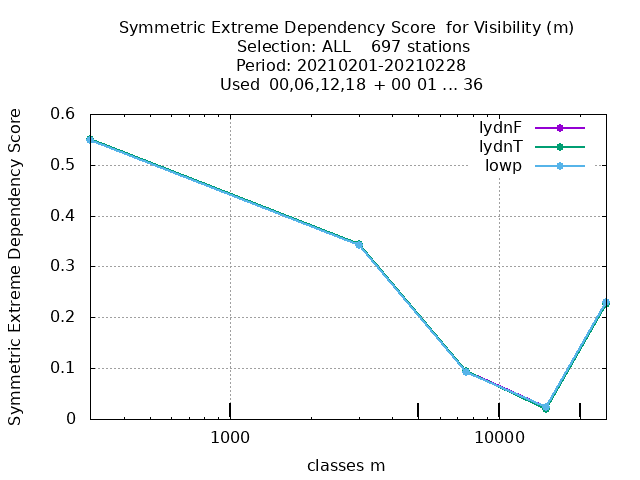 Symmetric Extreme Dependency Score for Visibility (m)
Selection: ALL 697 stations
Period: 20210201-20210228
Used 00,06,12,18 + 00 01 ... 36
Symmetric Extreme Dependency Score
0.6
0.5
0.4
0.3
0.2
0.1
0
lydnF
lydnT
lowp
1000 10000
classes m